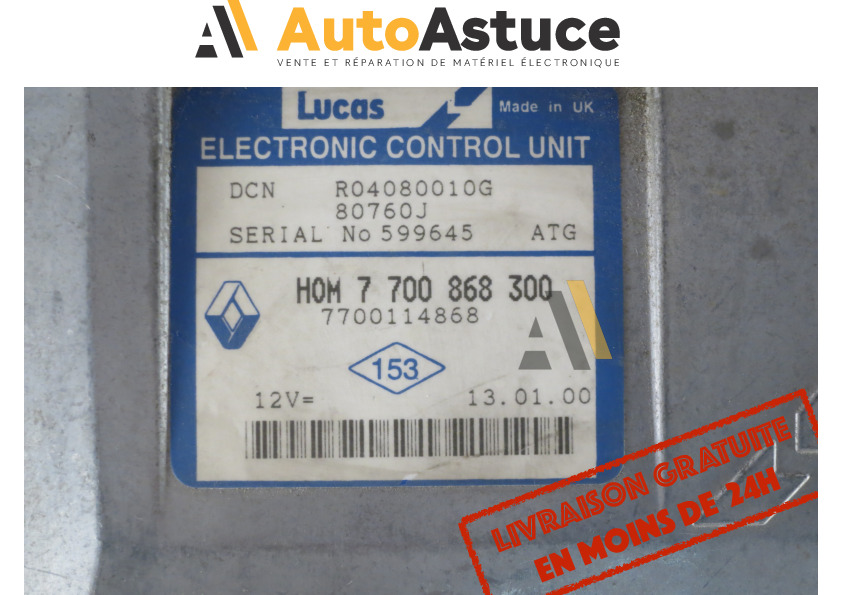 AutoAstuce
VENTE ET RÉPARATION DE MATÉRIEL ÉLECTRONIQUE
Lucas
Made in UK
ELECTRONIC CONTROL UNIT
DCN R04080010G
80760J
SERIAL No 599645 ATG
HOM 7 700 868 300
7700114868
153
12V= 13.01.00
LIVRAISON GRATUITE
EN MOINS DE 24H